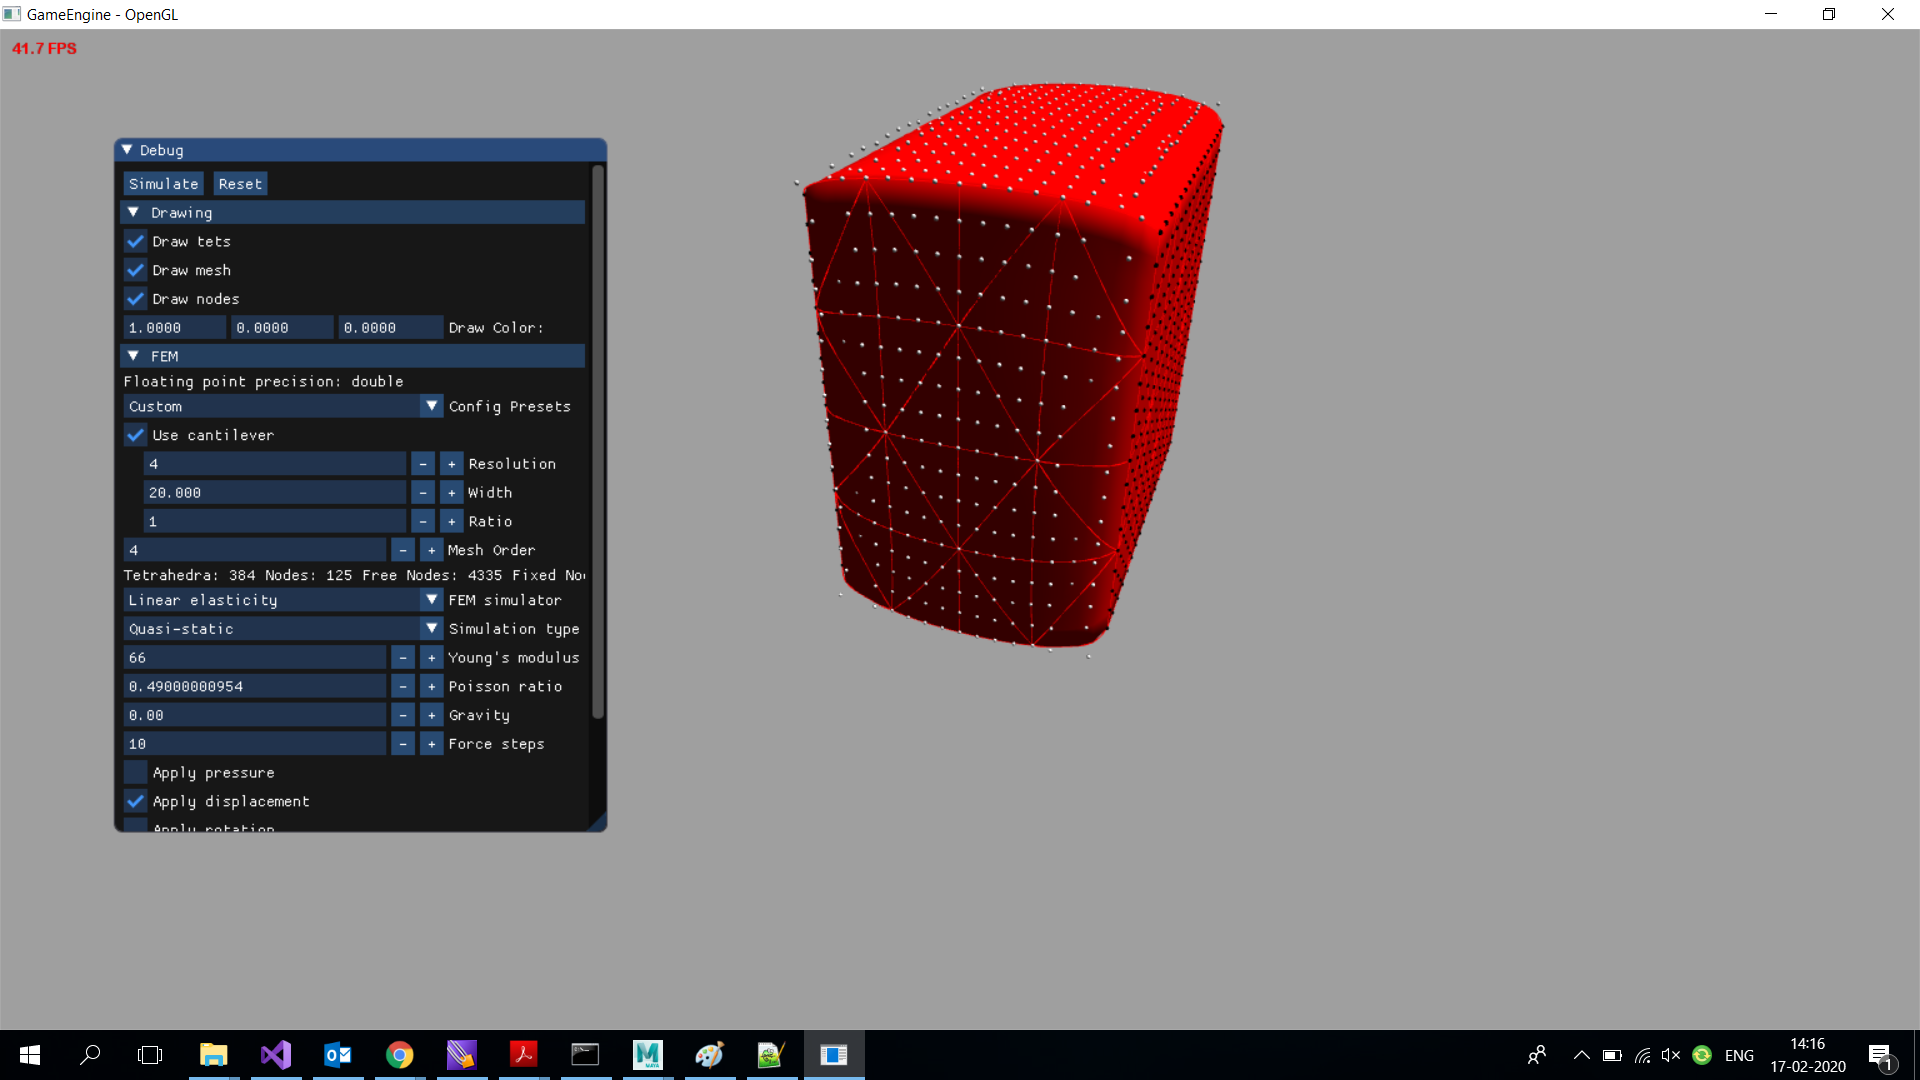 GameEngine - OpenGL
41.7 FPS
Debug
Simulate Reset
Drawing
Draw tets
Draw mesh
Draw nodes
1.0000 0.0000 0.0000 Draw Color:
FEM
Floating point precision: double
Custom Config Presets
Use cantilever
4 - + Resolution
20.000 - + Width
1 - + Ratio
4 - + Mesh Order
Tetrahedra: 384 Nodes: 125 Free Nodes: 4335 Fixed No
Linear elasticity FEM simulator
Quasi-static Simulation type
66 - + Young's modulus
0.49000000954 - + Poisson ratio
0.00 - + Gravity
10 - + Force steps
Apply pressure
Apply displacement
Apply rotation
ENG
14:16
17-02-2020
1